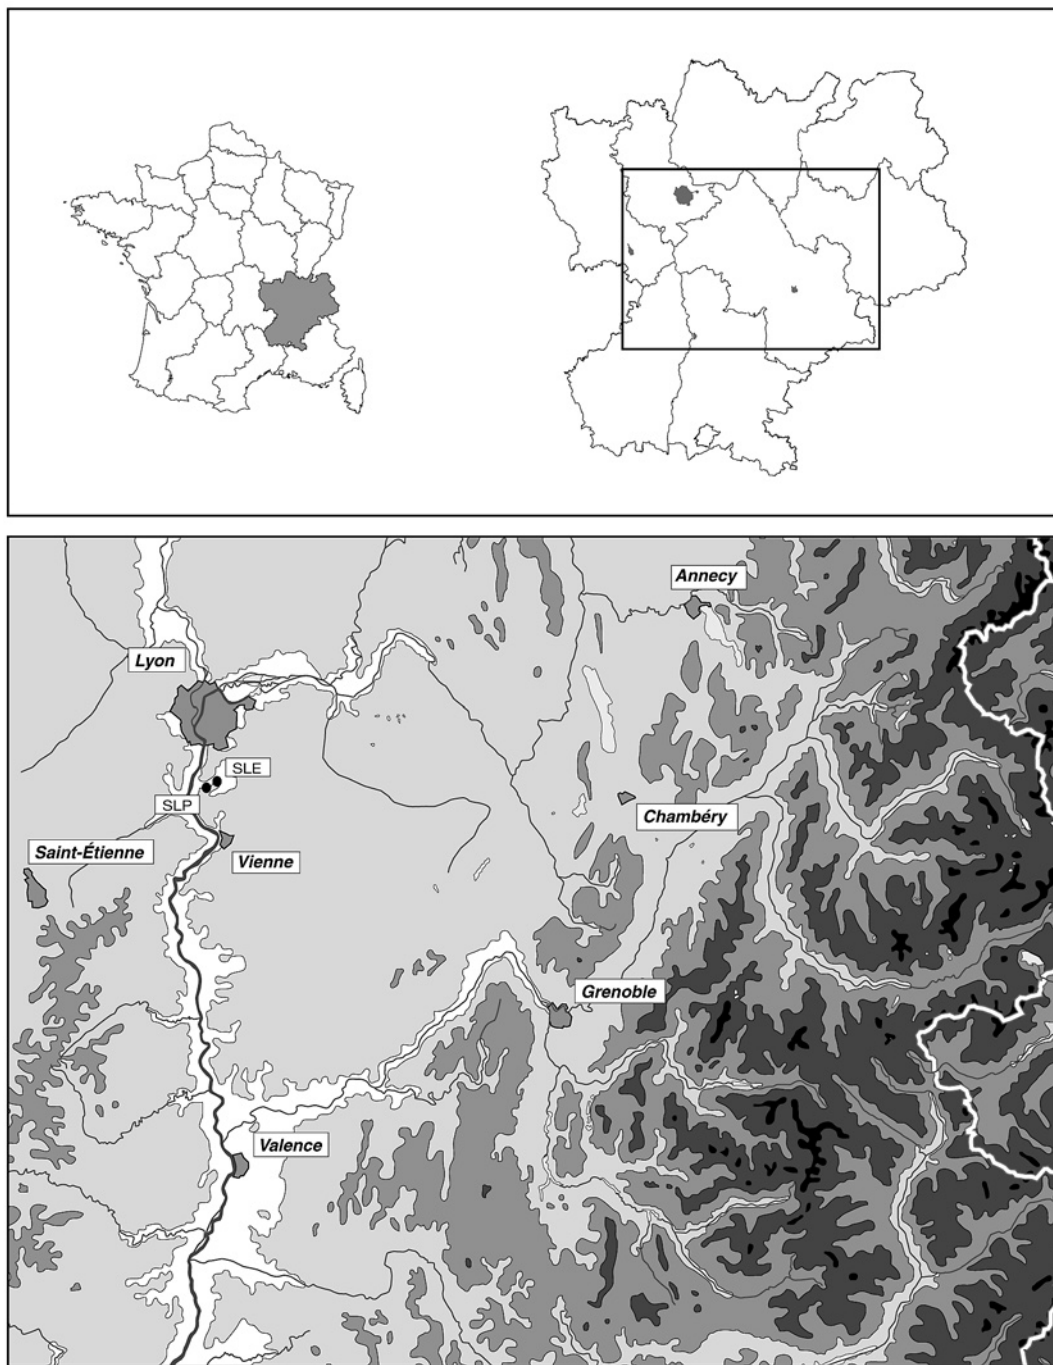 Annecy
Lyon
SLE
SLP
Chambéry
Saint-Étienne
Vienne
Grenoble
Valence